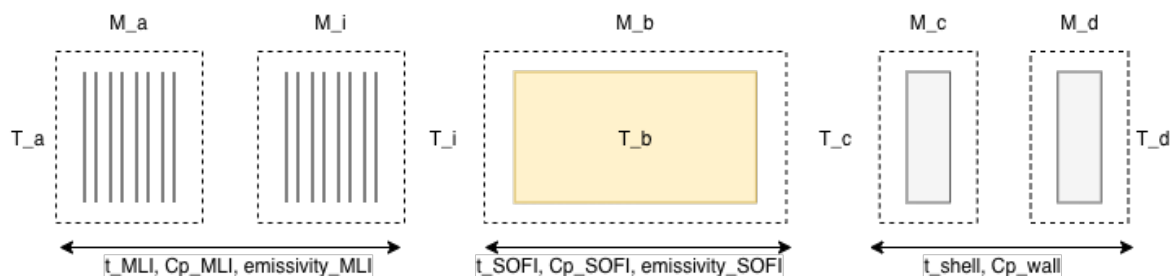 M_a M_i M_b M_c M_d
T_a T_i T_b T_c T_d
t_MLI, Cp_MLI, emissivity_MLI t_SOFI, Cp_SOFI, emissivity_SOFI t_shell, Cp_wall